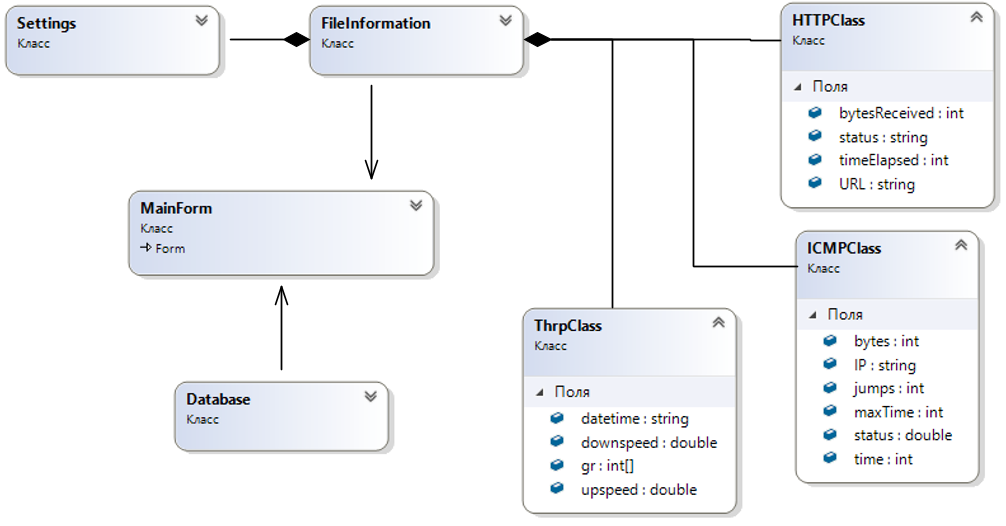 Settings
Класс
FileInformation
Класс
HTTPClass
Класс
Поля
bytesReceived : int
status : string
timeElapsed : int
URL : string
MainForm
Класс
Form
ICMPClass
Класс
Поля
bytes : int
IP : string
jumps : int
maxTime : int
status : double
time : int
ThrpClass
Класс
Поля
datetime : string
downspeed : double
gr : int[]
upspeed : double
Database
Класс